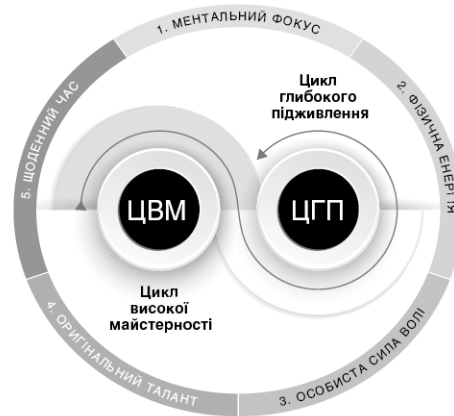 1. МЕНТАЛЬНИЙ ФОКУС
2. ФІЗИЧНА ЕНЕРГІЯ
3. ОСОБИСТА СИЛА ВОЛІ
4. ОРИГІНАЛЬНИЙ ТАЛАНТ
5. ЩОДЕННИЙ ЧАС
Цикл
глибокого
підживлення
ЦВМ
ЦГП
Цикл
високої
майстерності